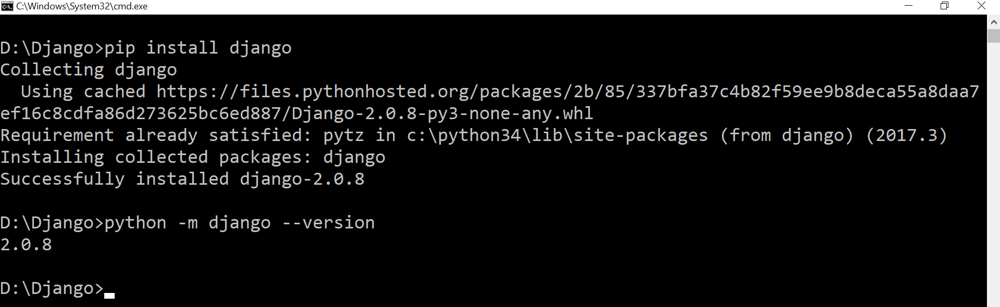 C:\Windows\System32\cmd.exe
D:\Django>pip install django
Collecting django
  Using cached https://files.pythonhosted.org/packages/2b/85/337bfa37c4b82f59ee9b8deca55a8daa7
ef16c8cdfa86d273625bc6ed887/Django-2.0.8-py3-none-any.whl
Requirement already satisfied: pytz in c:\python34\lib\site-packages (from django) (2017.3)
Installing collected packages: django
Successfully installed django-2.0.8
D:\Django>python -m django --version
2.0.8
D:\Django>